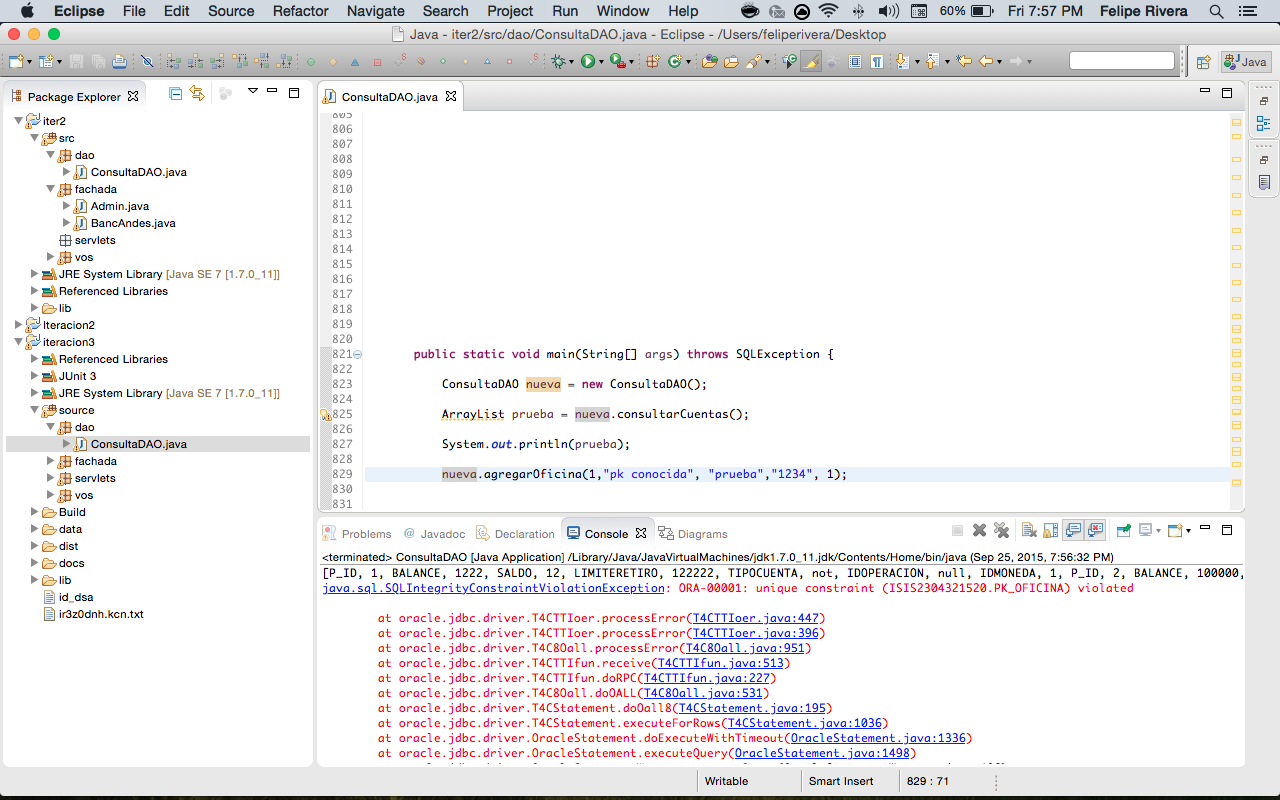 Eclipse File Edit Source Refactor Navigate Search Project Run Window Help 60% Fri 7:57 PM Felipe Rivera
Java - iter2/src/dao/ConsultaDAO.java - Eclipse - /Users/feliperivera/Desktop
Java
Package Explorer
iter2
src
dao
ConsultaDAO.java
fachada
Admin.java
BancAndes.java
servlets
vos
JRE System Library [Java SE 7 [1.7.0_11]]
Referenced Libraries
lib
Iteracion2
iteracion3
Referenced Libraries
JUnit 3
JRE System Library [Java SE 7 [1.7.0_11]]
source
dao
ConsultaDAO.java
fachada
servlets
vos
Build
data
dist
docs
lib
id_dsa
ir3z0dnh.kcn.txt
ConsultaDAO.java
805
806
807
808
809
810
811
812
813
814
815
816
817
818
819
820
821 public static void main(String[] args) throws SQLException {
822
823 ConsultaDAO nueva = new ConsultaDAO();
824
825 ArrayList prueba = nueva.consultarCuentas();
826
827 System.out.println(prueba);
828
829 nueva.agregarOficina(1,"pk conocida", "prueba","1234", 1);
830
831
Problems Javadoc Declaration Console Diagrams
<terminated> ConsultaDAO [Java Application] /Library/Java/JavaVirtualMachines/jdk1.7.0_11.jdk/Contents/Home/bin/java (Sep 25, 2015, 7:56:32 PM)
[P_ID, 1, BALANCE, 1222, SALDO, 12, LIMITERETIRO, 122222, TIPOCUENTA, not, IDOPERACION, null, IDMONEDA, 1, P_ID, 2, BALANCE, 100000,
java.sql.SQLIntegrityConstraintViolationException: ORA-00001: unique constraint (ISIS2304321520.PK_OFICINA) violated
at oracle.jdbc.driver.T4CTTIoer.processError(T4CTTIoer.java:447)
at oracle.jdbc.driver.T4CTTIoer.processError(T4CTTIoer.java:396)
at oracle.jdbc.driver.T4C8Oall.processError(T4C8Oall.java:951)
at oracle.jdbc.driver.T4CTTIfun.receive(T4CTTIfun.java:513)
at oracle.jdbc.driver.T4CTTIfun.doRPC(T4CTTIfun.java:227)
at oracle.jdbc.driver.T4C8Oall.doOALL(T4C8Oall.java:531)
at oracle.jdbc.driver.T4CStatement.doOall8(T4CStatement.java:195)
at oracle.jdbc.driver.T4CStatement.executeForRows(T4CStatement.java:1036)
at oracle.jdbc.driver.OracleStatement.doExecuteWithTimeout(OracleStatement.java:1336)
at oracle.jdbc.driver.OracleStatement.executeQuery(OracleStatement.java:1498)
Writable Smart Insert 829 : 71